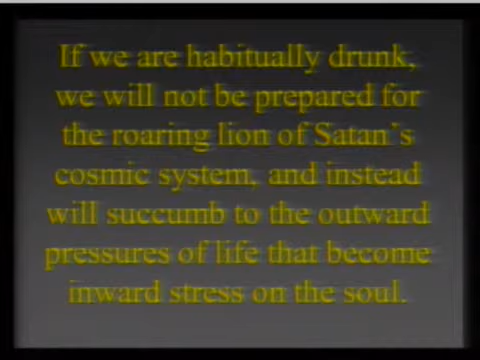 If we are habitually drunk,
we will not be prepared for
the roaring lion of Satan's
cosmic system, and instead
will succumb to the outward
pressures of life that become
inward stress on the soul.